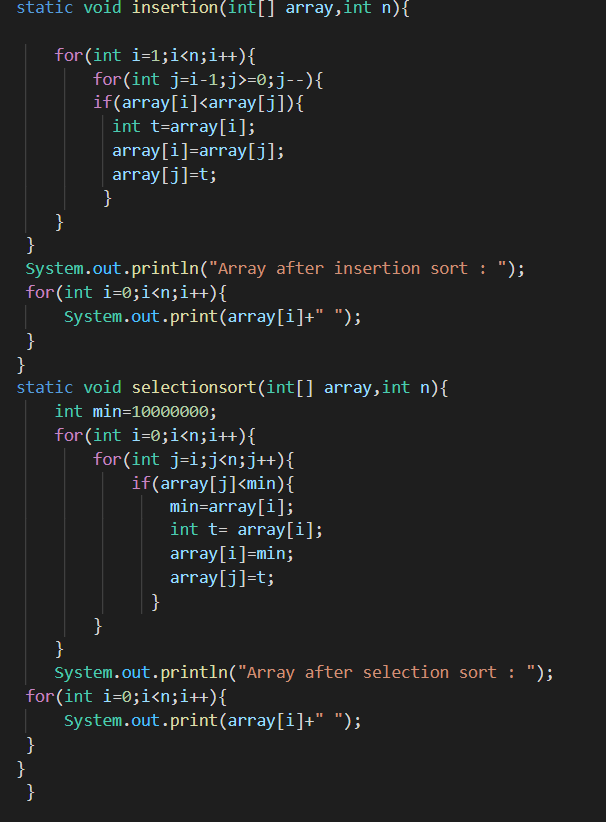 static void insertion(int[] array,int n){
for(int i=1;i<n;i++){
for(int j=i-1;j>=0;j--){
if(array[i]<array[j]){
int t=array[i];
array[i]=array[j];
array[j]=t;
}
}
}
System.out.println("Array after insertion sort : ");
for(int i=0;i<n;i++){
System.out.print(array[i]+" ");
}
}
static void selectionsort(int[] array,int n){
int min=10000000;
for(int i=0;i<n;i++){
for(int j=i;j<n;j++){
if(array[j]<min){
min=array[i];
int t= array[i];
array[i]=min;
array[j]=t;
}
}
}
System.out.println("Array after selection sort : ");
for(int i=0;i<n;i++){
System.out.print(array[i]+" ");
}
}
}